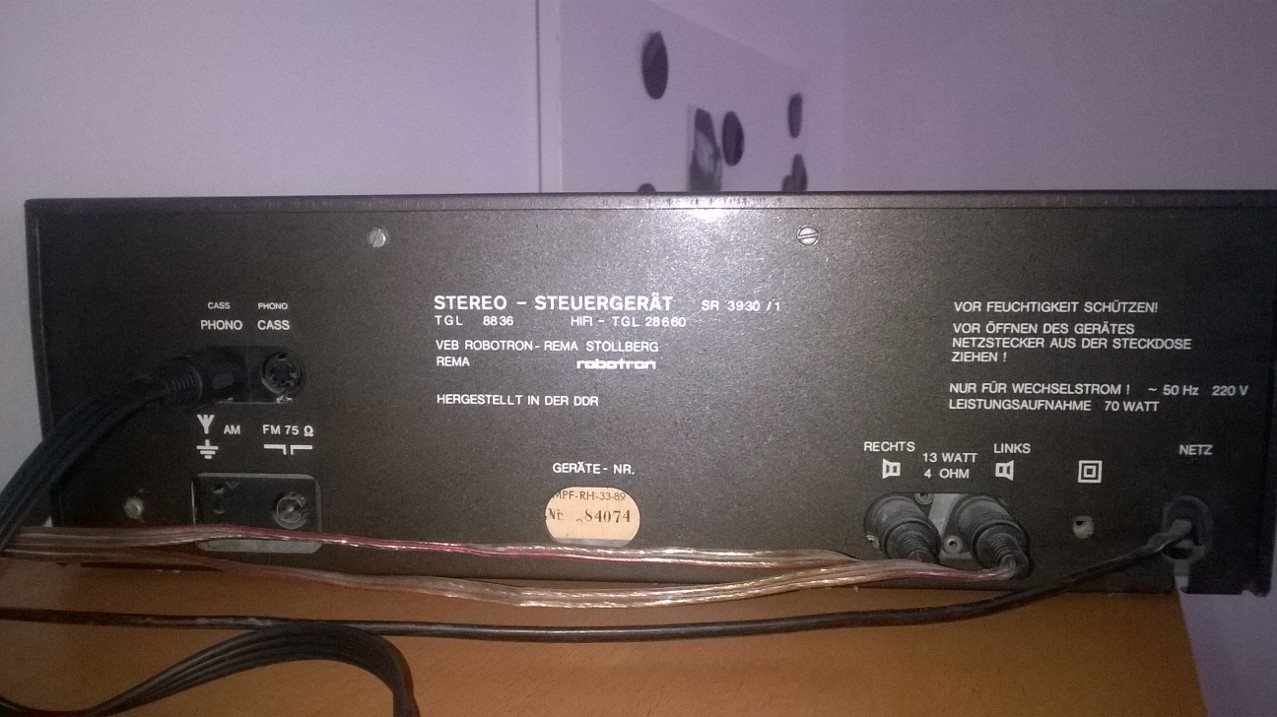 CASS PHONO
PHONO CASS
AM FM 75 Ω
STEREO - STEUERGERÄT SR 3930 / 1
TGL 8836 HIFI - TGL 28660
VEB ROBOTRON - REMA STOLLBERG
REMA robotron
HERGESTELLT IN DER DDR
GERÄTE - NR.
MPF-RH-33-89
Nr. 84074
VOR FEUCHTIGKEIT SCHÜTZEN!
VOR ÖFFNEN DES GERÄTES
NETZSTECKER AUS DER STECKDOSE
ZIEHEN !
NUR FÜR WECHSELSTROM ! ~ 50 Hz 220 V
LEISTUNGSAUFNAHME 70 WATT
RECHTS 13 WATT LINKS
4 OHM
NETZ